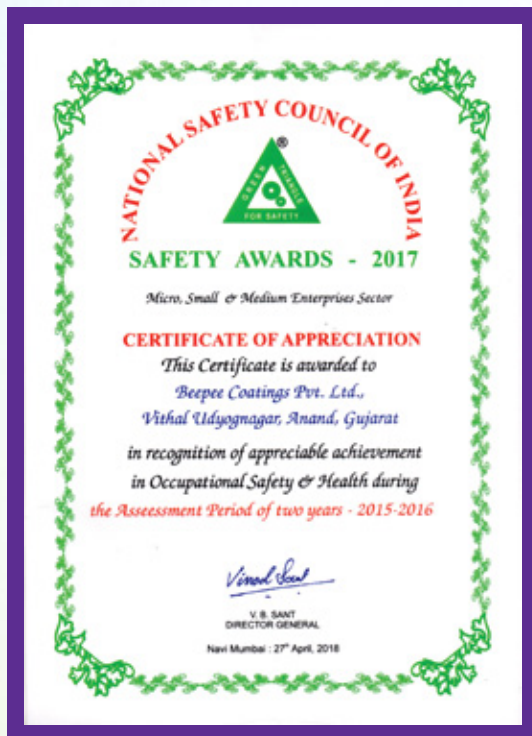 NATIONAL SAFETY COUNCIL OF INDIA
®
GREEN TRIANGLE
FOR SAFETY
SAFETY AWARDS - 2017
Micro, Small & Medium Enterprises Sector
CERTIFICATE OF APPRECIATION
This Certificate is awarded to
Beepee Coatings Pvt. Ltd.,
Vithal Udyognagar, Anand, Gujarat
in recognition of appreciable achievement
in Occupational Safety & Health during
the Asseessment Period of two years - 2015-2016
Vinod Sant
V. B. SANT
DIRECTOR GENERAL
Navi Mumbai : 27th April, 2018